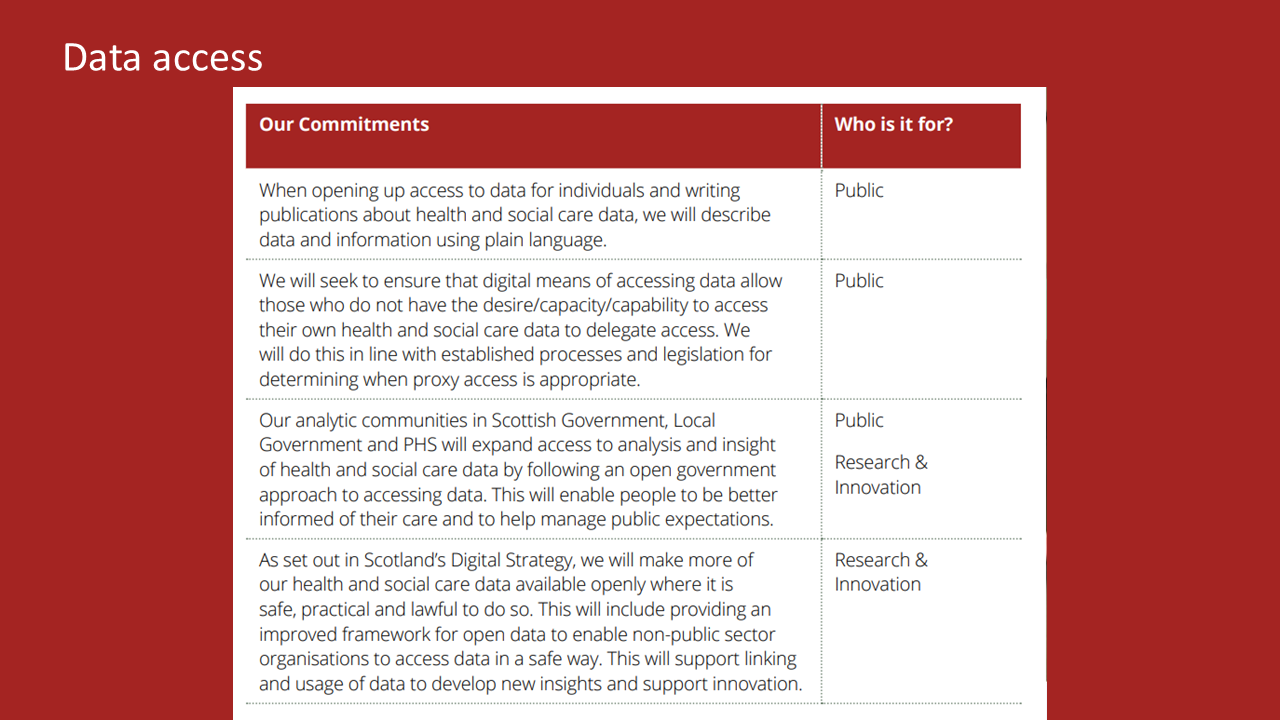 Data access
Our Commitments
Who is it for?
When opening up access to data for individuals and writing
publications about health and social care data, we will describe
data and information using plain language.
Public
We will seek to ensure that digital means of accessing data allow
those who do not have the desire/capacity/capability to access
their own health and social care data to delegate access. We
will do this in line with established processes and legislation for
determining when proxy access is appropriate.
Public
Our analytic communities in Scottish Government, Local
Government and PHS will expand access to analysis and insight
of health and social care data by following an open government
approach to accessing data. This will enable people to be better
informed of their care and to help manage public expectations.
Public
Research &
Innovation
As set out in Scotland’s Digital Strategy, we will make more of
our health and social care data available openly where it is
safe, practical and lawful to do so. This will include providing an
improved framework for open data to enable non-public sector
organisations to access data in a safe way. This will support linking
and usage of data to develop new insights and support innovation.
Research &
Innovation